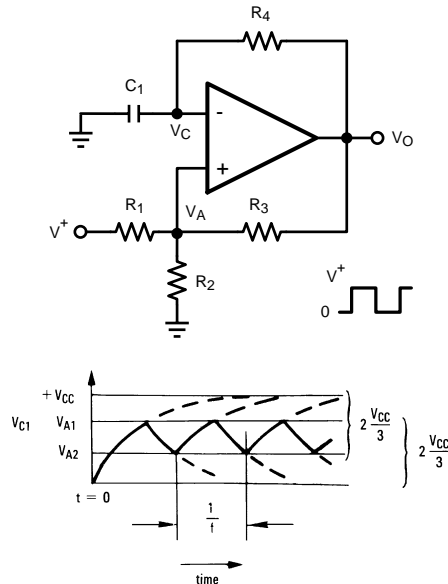 R4
C1
-
VC
+
VO
VA
R1
R3
V+
R2
V+
0
+ VCC
VC1
VA1
VA2
2 VCC/3
2 VCC/3
t = 0
1/f
time